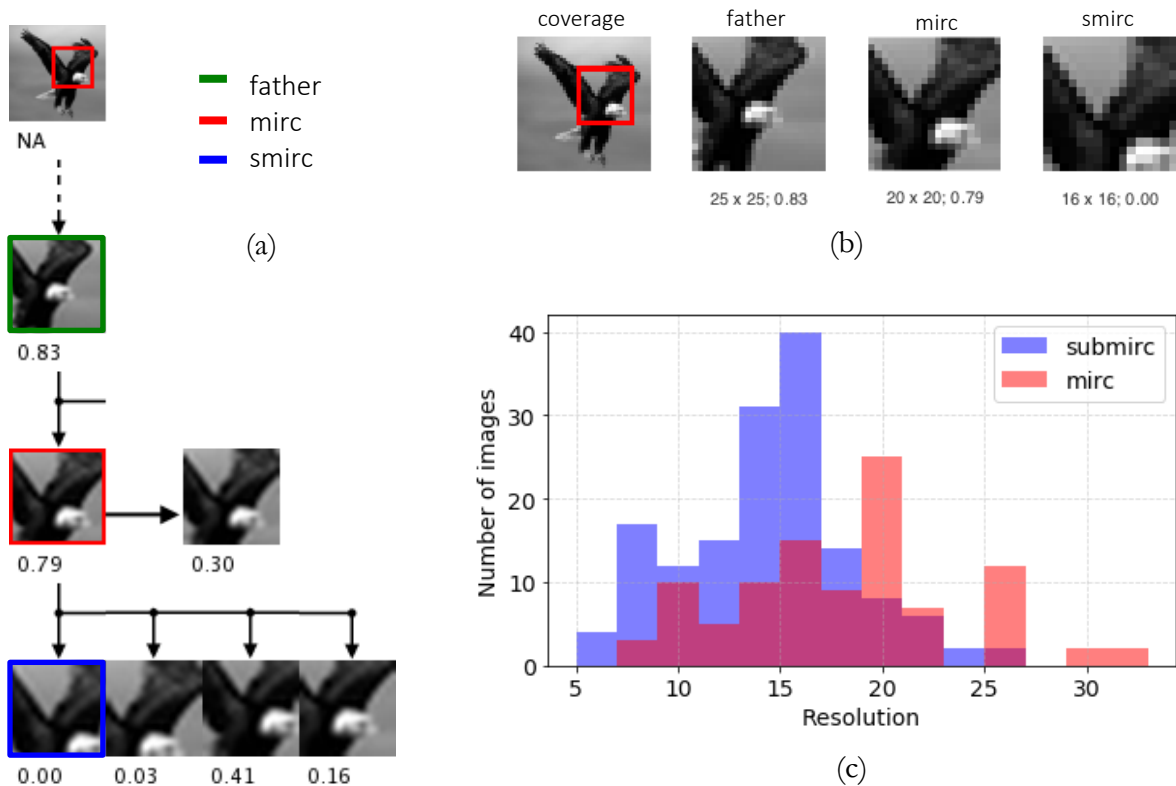 NA
father
mirc
smirc
(a)
0.83
0.79
0.30
0.00 0.03 0.41 0.16
coverage father mirc smirc
25 x 25; 0.83 20 x 20; 0.79 16 x 16; 0.00
(b)
submirc
mirc
Number of images
40
30
20
10
0
5 10 15 20 25 30
Resolution
(c)